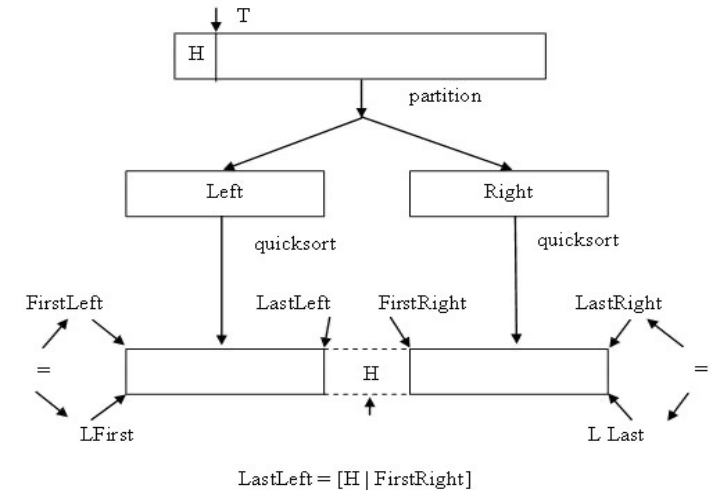 T
H
partition
Left
Right
quicksort
quicksort
FirstLeft
LastLeft
FirstRight
LastRight
=
H
=
LFirst
L Last
LastLeft = [H | FirstRight]